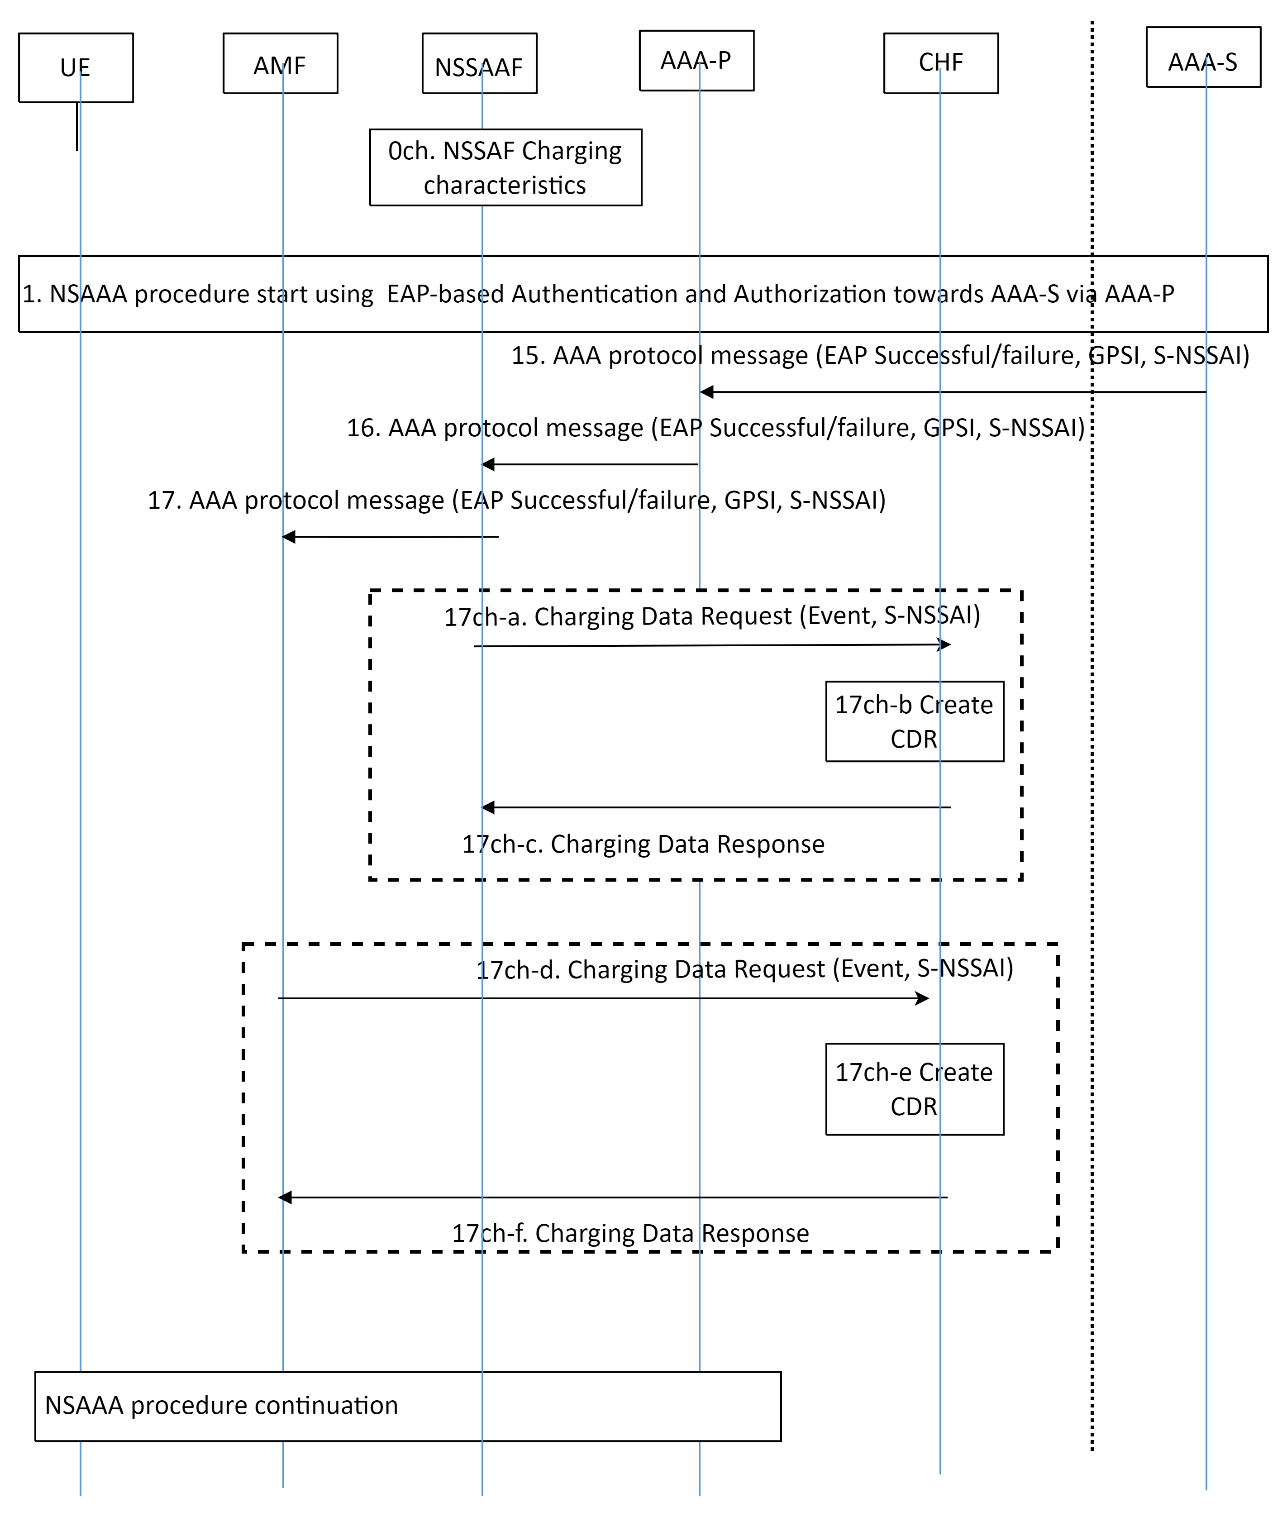 UE
AMF
NSSAAF
AAA-P
CHF
AAA-S
0ch. NSSAF Charging
characteristics
1. NSAAA procedure start using  EAP-based Authentication and Authorization towards AAA-S via AAA-P
15. AAA protocol message (EAP Successful/failure, GPSI, S-NSSAI)
16. AAA protocol message (EAP Successful/failure, GPSI, S-NSSAI)
17. AAA protocol message (EAP Successful/failure, GPSI, S-NSSAI)
17ch-a. Charging Data Request (Event, S-NSSAI)
17ch-b Create
CDR
17ch-c. Charging Data Response
17ch-d. Charging Data Request (Event, S-NSSAI)
17ch-e Create
CDR
17ch-f. Charging Data Response
NSAAA procedure continuation